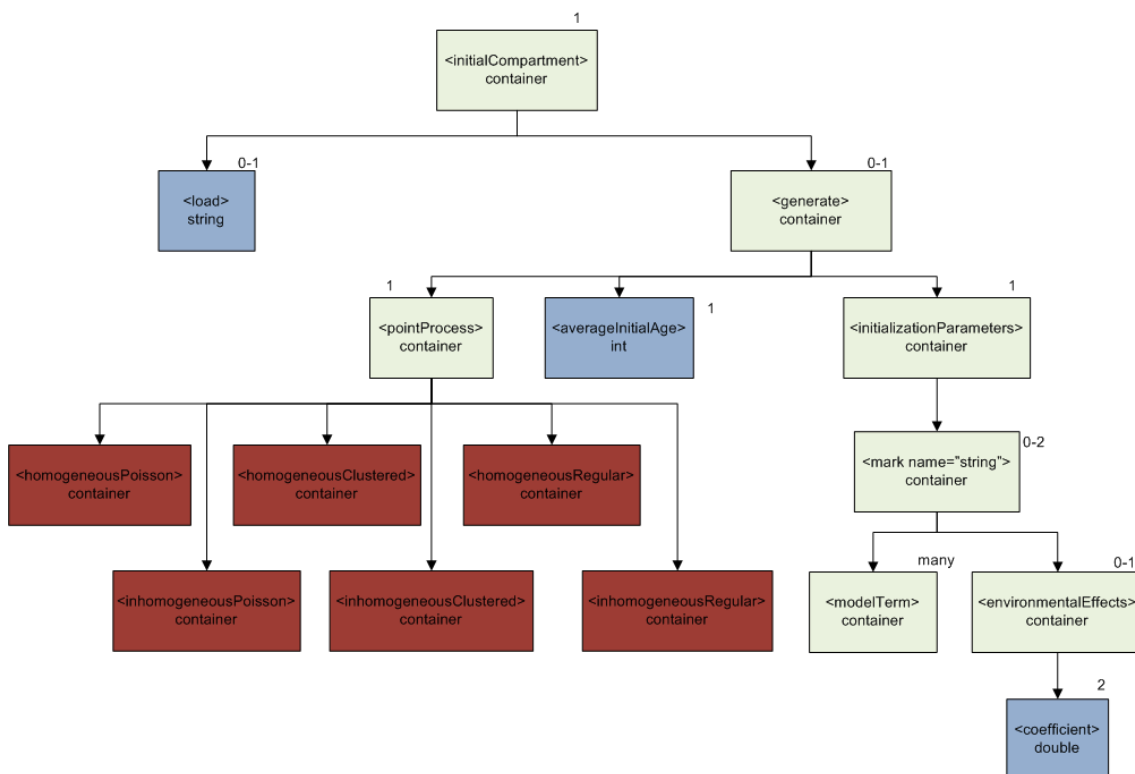 1
<initialCompartment>
container
0-1
<load>
string
0-1
<generate>
container
1
<pointProcess>
container
<averageInitialAge>
int
1
1
<initializationParameters>
container
<homogeneousPoisson>
container
<homogeneousClustered>
container
<homogeneousRegular>
container
0-2
<mark name="string">
container
<inhomogeneousPoisson>
container
<inhomogeneousClustered>
container
<inhomogeneousRegular>
container
many
<modelTerm>
container
0-1
<environmentalEffects>
container
2
<coefficient>
double